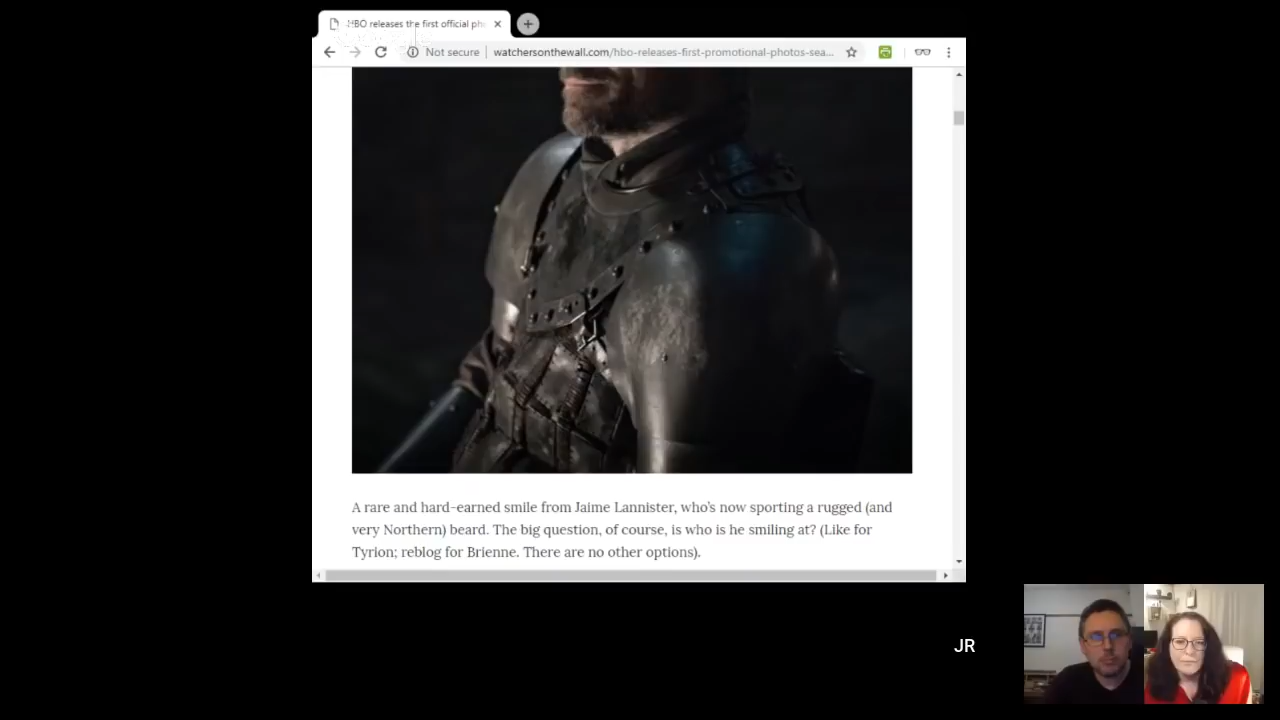 HBO releases the first official pho
Not secure
watchersonthewall.com/hbo-releases-first-promotional-photos-sea...
A rare and hard-earned smile from Jaime Lannister, who's now sporting a rugged (and
very Northern) beard. The big question, of course, is who is he smiling at? (Like for
Tyrion; reblog for Brienne. There are no other options).
JR